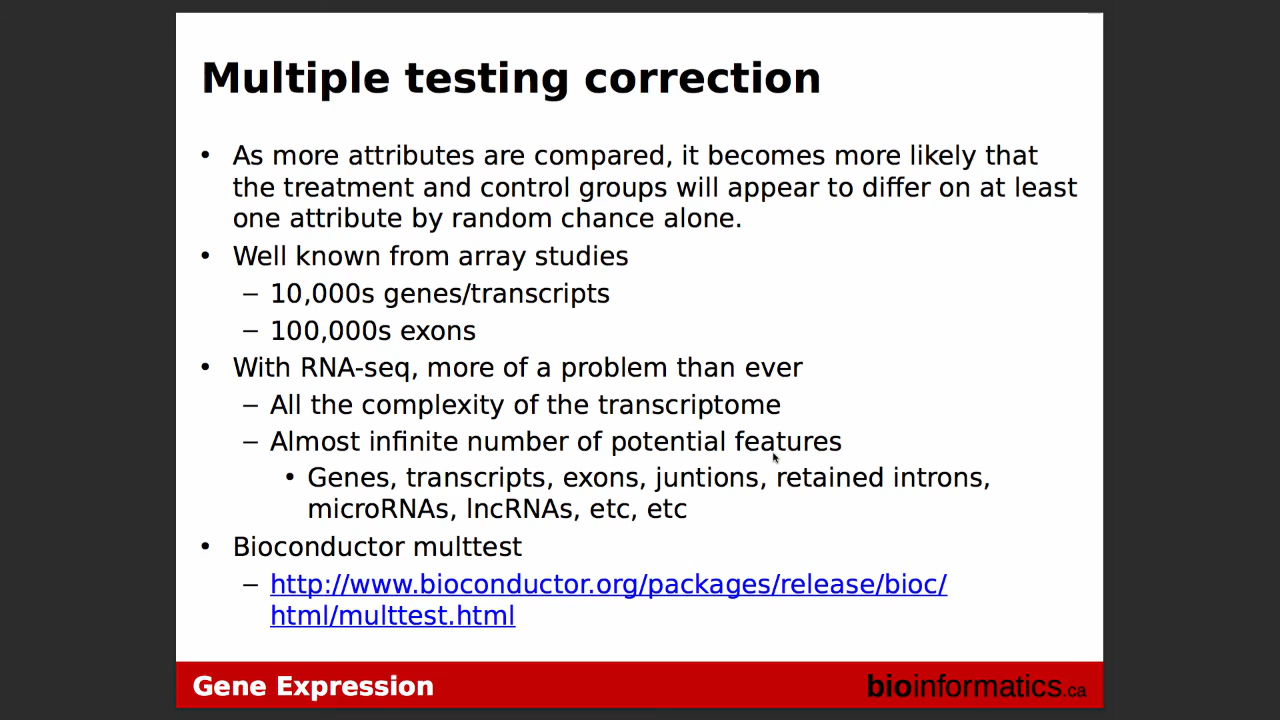 Multiple testing correction
• As more attributes are compared, it becomes more likely that
the treatment and control groups will appear to differ on at least
one attribute by random chance alone.
• Well known from array studies
– 10,000s genes/transcripts
– 100,000s exons
• With RNA-seq, more of a problem than ever
– All the complexity of the transcriptome
– Almost infinite number of potential features
• Genes, transcripts, exons, juntions, retained introns,
microRNAs, lncRNAs, etc, etc
• Bioconductor multtest
– http://www.bioconductor.org/packages/release/bioc/
html/multtest.html
Gene Expression
bioinformatics.ca